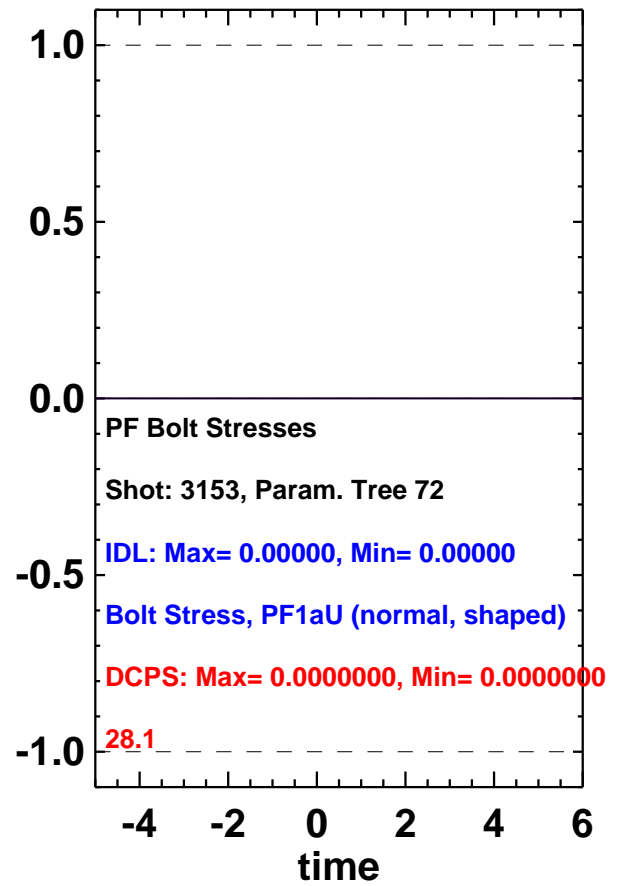 1.0
0.5
0.0
PF Bolt Stresses
Shot: 3153, Param. Tree 72
IDL: Max= 0.00000, Min= 0.00000
-0.5
Bolt Stress, PF1aU (normal, shaped)
DCPS: Max= 0.0000000, Min= 0.0000000
28.1
-1.0
-4 -2 0 2 4 6
time